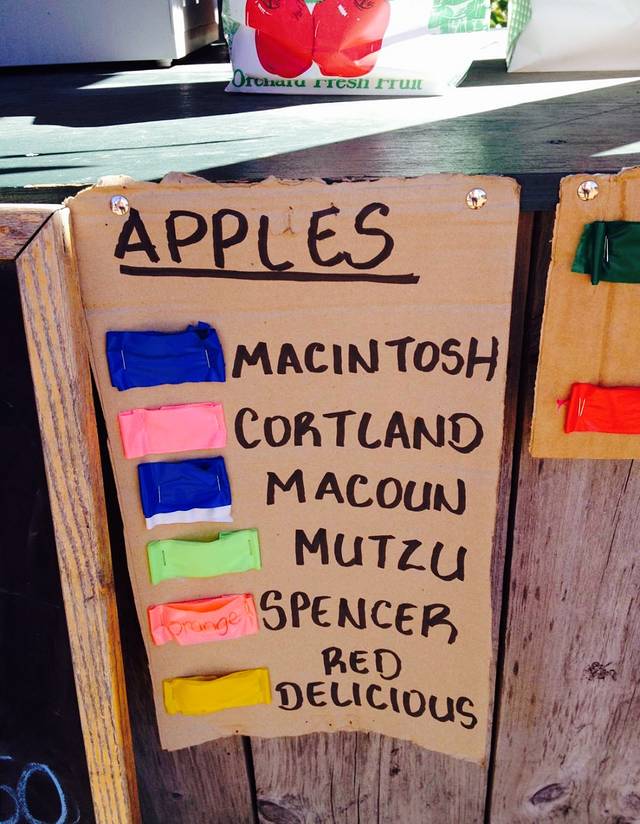 Orchard Fresh Fruit
APPLES
MACINTOSH
CORTLAND
MACOUN
MUTZU
orange
SPENCER
RED
DELICIOUS